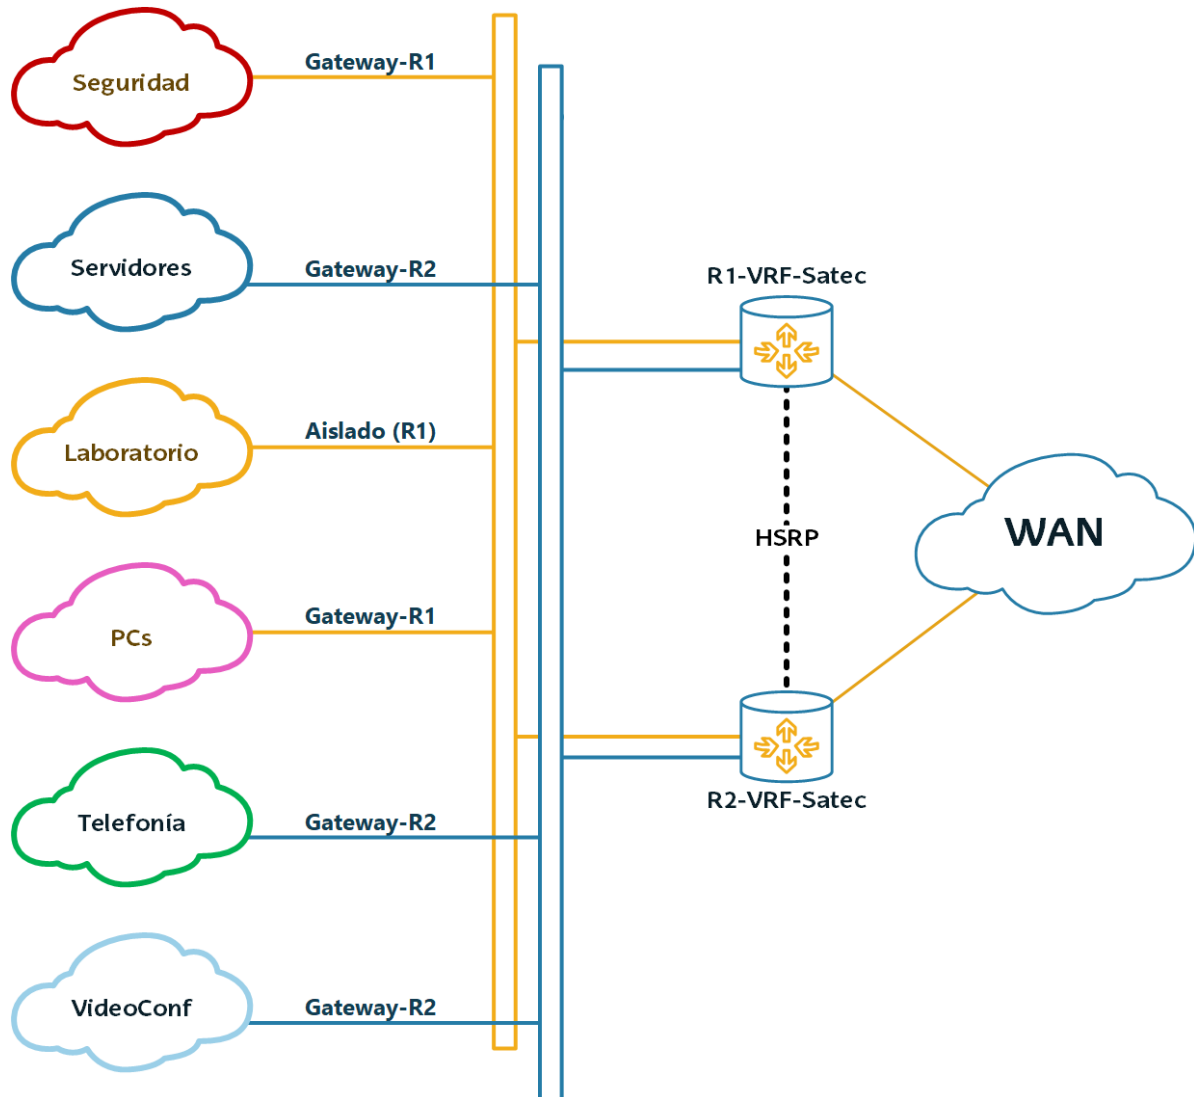 Seguridad
Gateway-R1
Servidores
Gateway-R2
R1-VRF-Satec
Laboratorio
Aislado (R1)
HSRP
WAN
PCs
Gateway-R1
Telefonía
Gateway-R2
R2-VRF-Satec
VideoConf
Gateway-R2